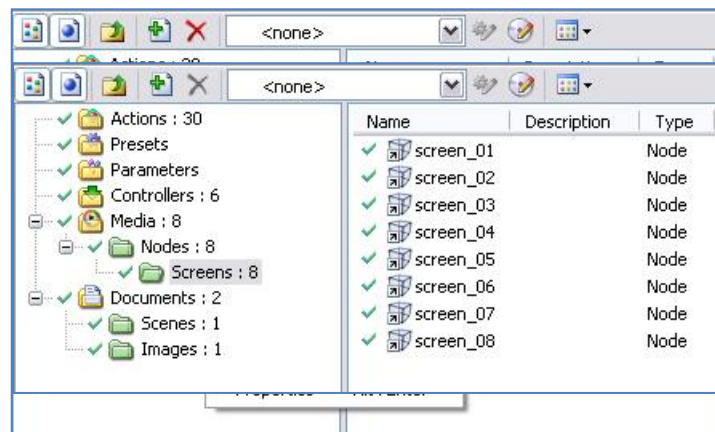 <none>
<none>
Actions : 30
Presets
Parameters
Controllers : 6
Media : 8
Nodes : 8
Screens : 8
Documents : 2
Scenes : 1
Images : 1
Name Description Type
screen_01 Node
screen_02 Node
screen_03 Node
screen_04 Node
screen_05 Node
screen_06 Node
screen_07 Node
screen_08 Node